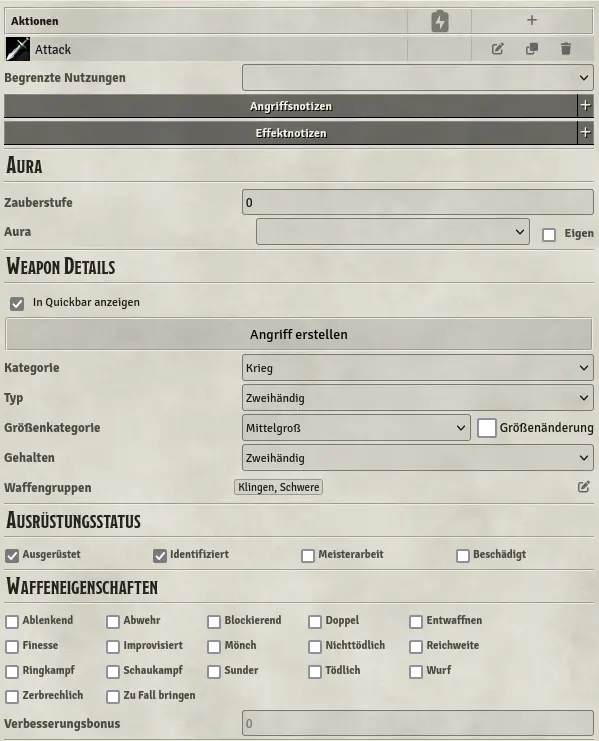 Aktionen +
Attack
Begrenzte Nutzungen
Angriffsnotizen +
Effektnotizen +
Aura
Zauberstufe 0
Aura Eigen
Weapon Details
In Quickbar anzeigen
Angriff erstellen
Kategorie Krieg
Typ Zweihändig
Größenkategorie Mittelgroß Größenänderung
Gehalten Zweihändig
Waffengruppen Klingen, Schwere
Ausrüstungsstatus
Ausgerüstet Identifiziert Meisterarbeit Beschädigt
Waffeneigenschaften
Ablenkend Abwehr Blockierend Doppel Entwaffnen
Finesse Improvisiert Mönch Nichttödlich Reichweite
Ringkampf Schaukampf Sunder Tödlich Wurf
Zerbrechlich Zu Fall bringen
Verbesserungsbonus 0